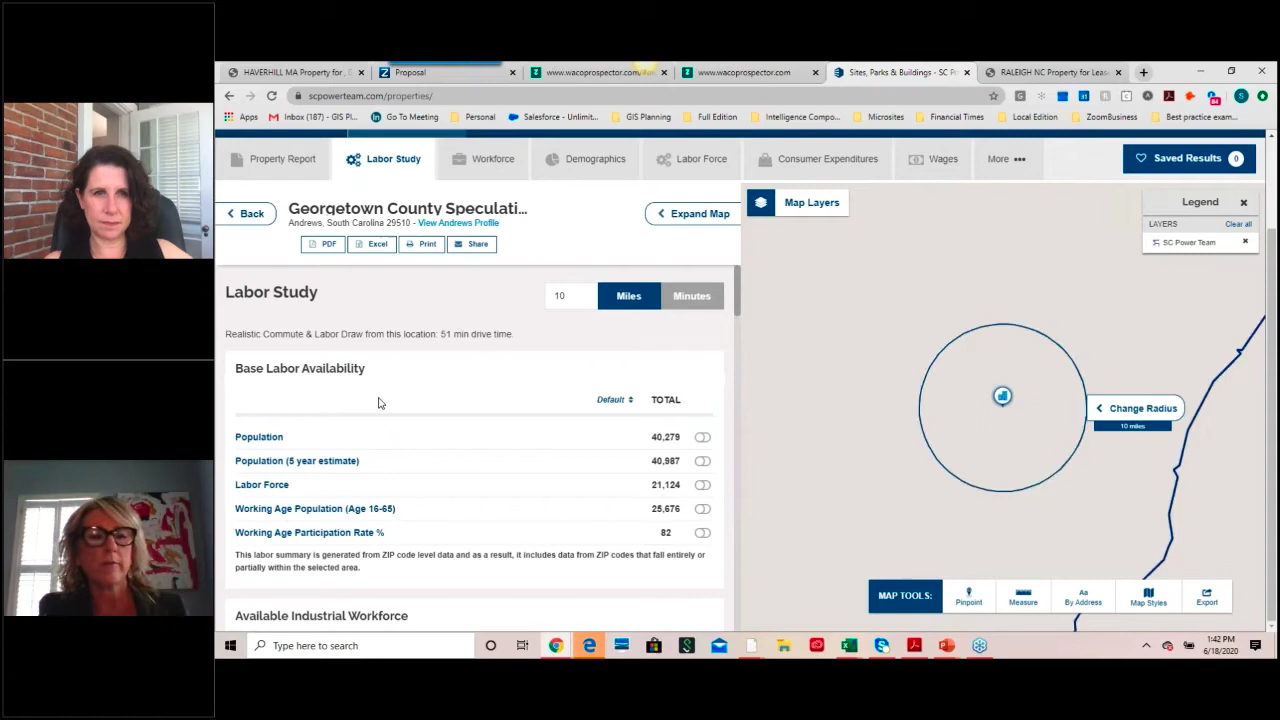 HAVERHILL MA Property for
Proposal
www.wacoprospector.com/
www.wacoprospector.com
Sites, Parks & Buildings - SC P
RALEIGH NC Property for Leas
scpowerteam.com/properties/
Apps
Inbox (187) - GIS Pl...
Go To Meeting
Personal
Salesforce - Unlimit...
GIS Planning
Full Edition
Intelligence Compo...
Microsites
Financial Times
Local Edition
ZoomBusiness
Best practice exam...
Property Report
Labor Study
Workforce
Demographics
Labor Force
Consumer Expenditures
Wages
More •••
Saved Results 0
Back
Georgetown County Speculati...
Andrews, South Carolina 29510 - View Andrews Profile
Expand Map
PDF
Excel
Print
Share
Map Layers
Legend
LAYERS Clear all
SC Power Team
Labor Study
10 Miles Minutes
Realistic Commute & Labor Draw from this location: 51 min drive time.
Base Labor Availability
Default TOTAL
Population 40,279
Population (5 year estimate) 40,987
Labor Force 21,124
Working Age Population (Age 16-65) 25,676
Working Age Participation Rate % 82
This labor summary is generated from ZIP code level data and as a result, it includes data from ZIP codes that fall entirely or
partially within the selected area.
Available Industrial Workforce
Change Radius
10 miles
MAP TOOLS:
Pinpoint
Measure
Aa
By Address
Map Styles
Export
Type here to search
1:42 PM
6/18/2020